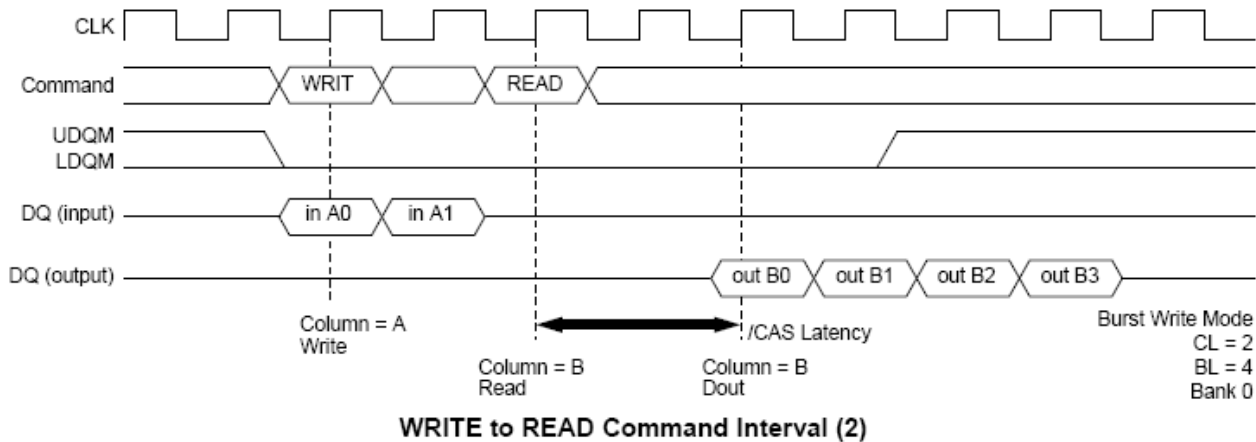 CLK
Command WRIT READ
UDQM
LDQM
DQ (input) in A0 in A1
DQ (output) out B0 out B1 out B2 out B3
Column = A
Write
/CAS Latency
Column = B
Read
Column = B
Dout
Burst Write Mode
CL = 2
BL = 4
Bank 0
WRITE to READ Command Interval (2)